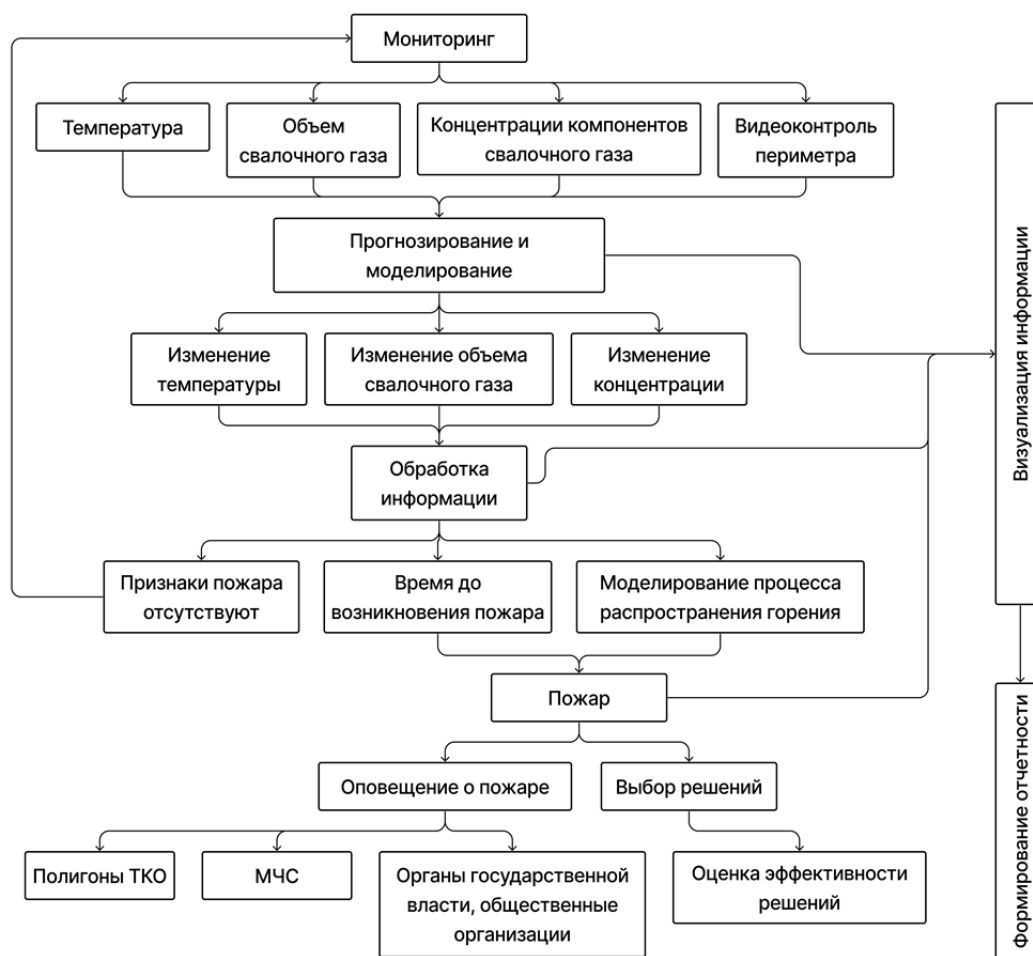 Мониторинг
Температура
Объем
свалочного газа
Концентрации компонентов
свалочного газа
Видеоконтроль
периметра
Прогнозирование и
моделирование
Изменение
температуры
Изменение объема
свалочного газа
Изменение
концентрации
Обработка
информации
Признаки пожара
отсутствуют
Время до
возникновения пожара
Моделирование процесса
распространения горения
Пожар
Оповещение о пожаре
Выбор решений
Полигоны ТКО
МЧС
Органы государственной
власти, общественные
организации
Оценка эффективности
решений
Визуализация информации
Формирование отчетности